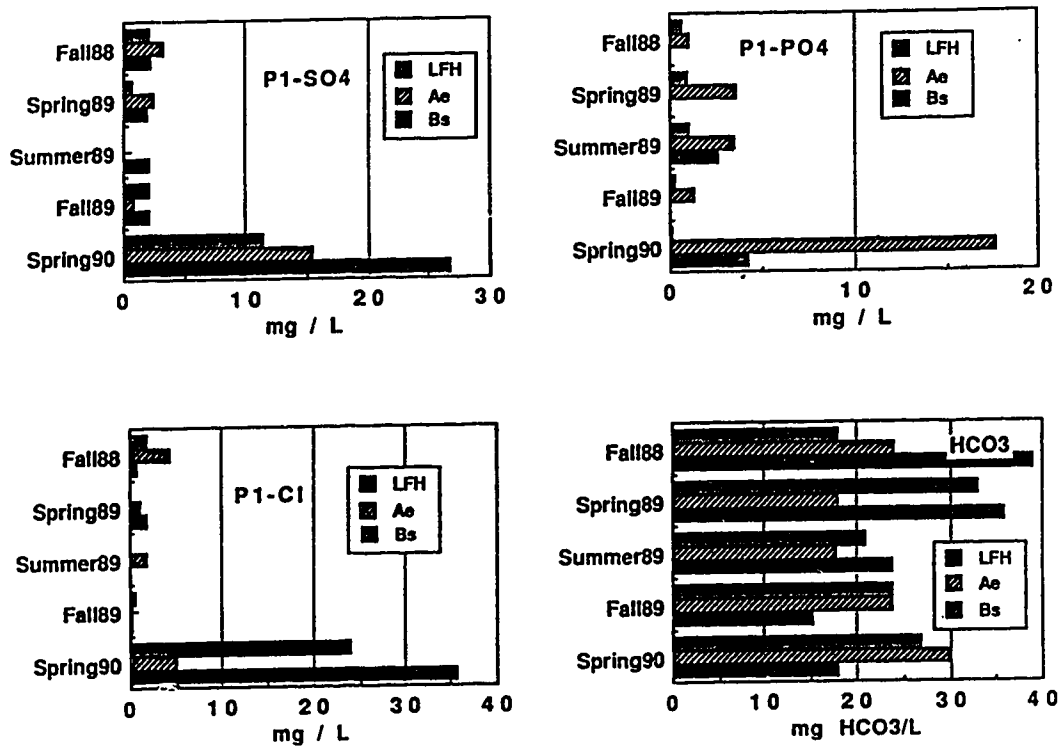 P1-SO4
LFH
Ae
Bs
Fall88
Spring89
Summer89
Fall89
Spring90
0 10 20 30
mg / L
P1-PO4
LFH
Ae
Bs
Fall88
Spring89
Summer89
Fall89
Spring90
0 10 20
mg / L
P1-Cl
LFH
Ae
Bs
Fall88
Spring89
Summer89
Fall89
Spring90
0 10 20 30 40
mg / L
HCO3
LFH
Ae
Bs
Fall88
Spring89
Summer89
Fall89
Spring90
0 10 20 30 40
mg HCO3/L